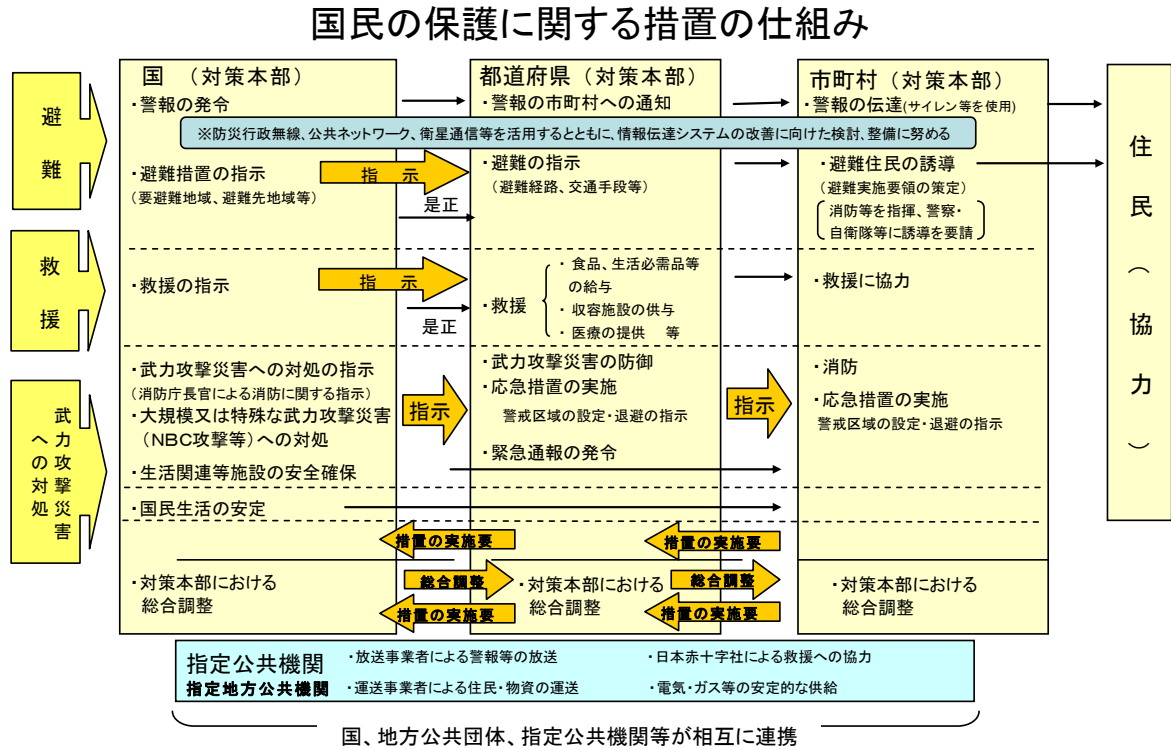 国民の保護に関する措置の仕組み
避難
救援
武力攻撃災害
への対処
国 (対策本部)
・警報の発令
※防災行政無線、公共ネットワーク、衛星通信等を活用するとともに、情報伝達システムの改善に向けた検討、整備に努める
・避難措置の指示
(要避難地域、避難先地域等)
指 示
是正
・救援の指示
指 示
是正
・武力攻撃災害への対処の指示
(消防庁長官による消防に関する指示)
・大規模又は特殊な武力攻撃災害
(NBC攻撃等)への対処
指示
・生活関連等施設の安全確保
・国民生活の安定
措置の実施要
・対策本部における
総合調整
総合調整
措置の実施要
都道府県(対策本部)
・警報の市町村への通知
・避難の指示
(避難経路、交通手段等)
・救援
・ 食品、生活必需品等
の給与
・ 収容施設の供与
・ 医療の提供 等
・武力攻撃災害の防御
・応急措置の実施
警戒区域の設定・退避の指示
指示
・緊急通報の発令
措置の実施要
・対策本部における
総合調整
総合調整
措置の実施要
市町村(対策本部)
・警報の伝達(サイレン等を使用)
・避難住民の誘導
(避難実施要領の策定)
消防等を指揮、警察・
自衛隊等に誘導を要請
・救援に協力
・消防
・応急措置の実施
警戒区域の設定・退避の指示
・対策本部における
総合調整
住民(協力)
指定公共機関
指定地方公共機関
・放送事業者による警報等の放送
・日本赤十字社による救援への協力
・運送事業者による住民・物資の運送
・電気・ガス等の安定的な供給
国、地方公共団体、指定公共機関等が相互に連携